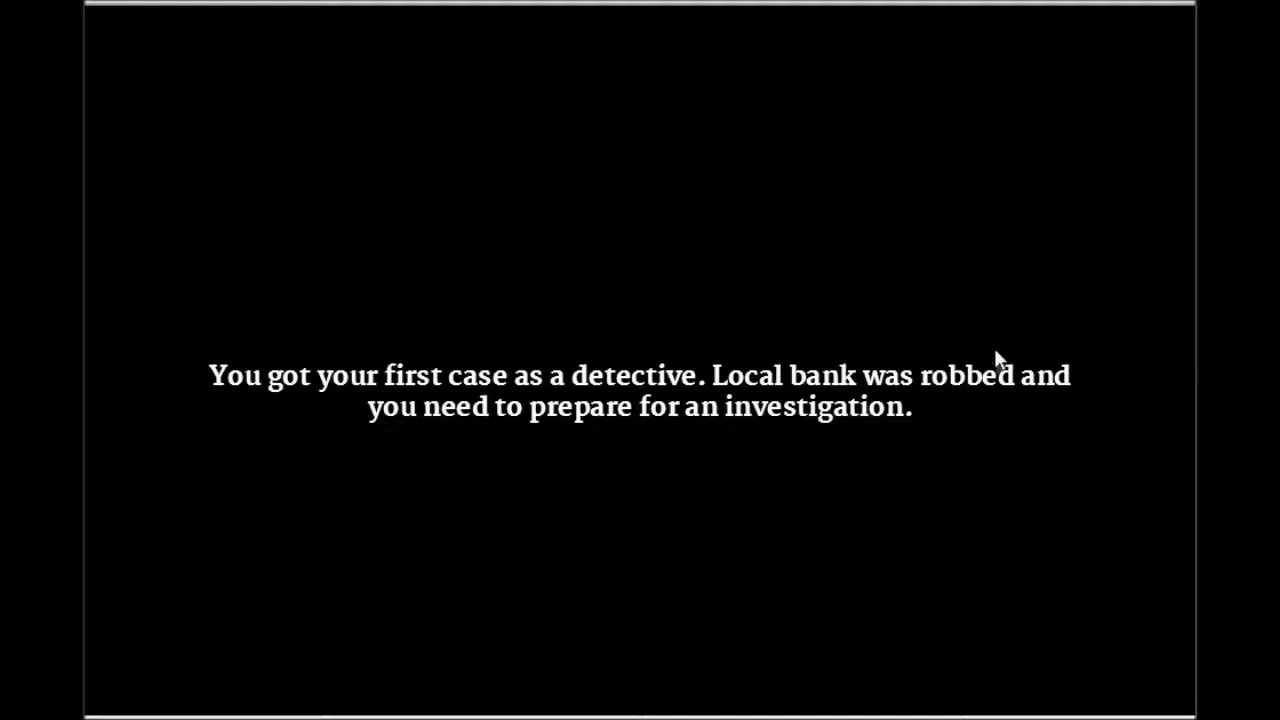 You got your first case as a detective. Local bank was robbed and
you need to prepare for an investigation.